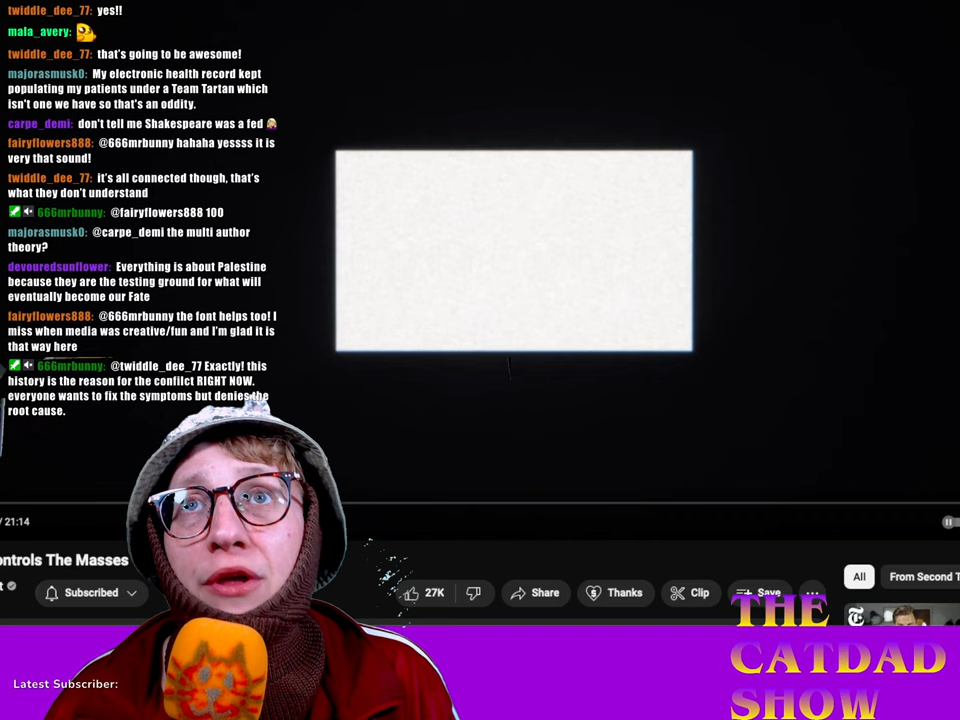 twiddle_dee_77: yes!!
mala_avery:
twiddle_dee_77: that's going to be awesome!
majorasmusk0: My electronic health record kept
populating my patients under a Team Tartan which
isn't one we have so that's an oddity.
carpe_demi: don't tell me Shakespeare was a fed
fairyflowers888: @666mrbunny hahaha yessss it is
very that sound!
twiddle_dee_77: it's all connected though, that's
what they don't understand
666mrbunny: @fairyflowers888 100
majorasmusk0: @carpe_demi the multi author
theory?
devouredsunflower: Everything is about Palestine
because they are the testing ground for what will
eventually become our Fate
fairyflowers888: @666mrbunny the font helps too! I
miss when media was creative/fun and I'm glad it is
that way here
666mrbunny: @twiddle_dee_77 Exactly! this
history is the reason for the confilct RIGHT NOW.
everyone wants to fix the symptoms but denies the
root cause.
/ 21:14
ontrols The Masses
Subscribed
27K
Share
Thanks
Clip
Save
All
From Second T
THE
CATDAD
SHOW
Latest Subscriber: